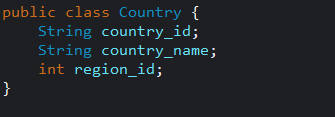 public class Country {
    String country_id;
    String country_name;
    int region_id;
}